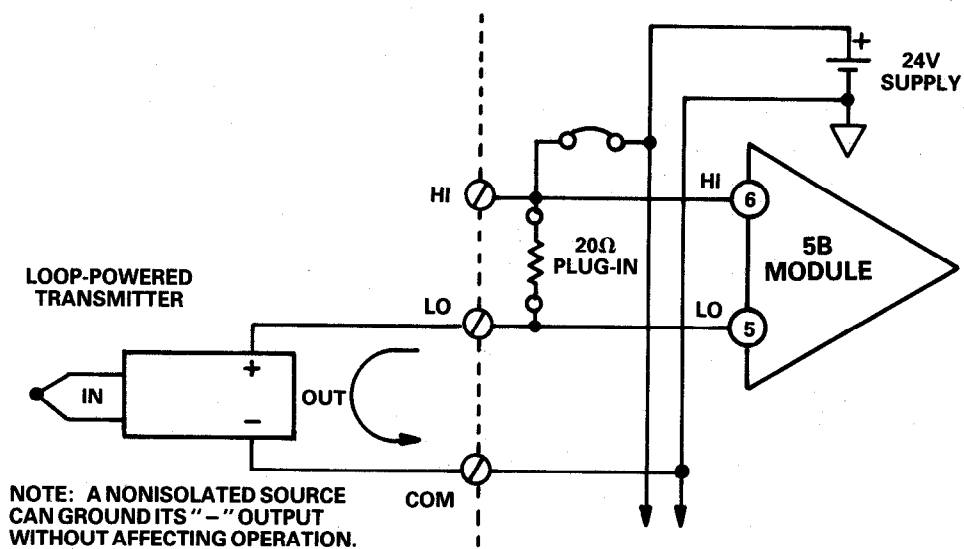 +
24V
SUPPLY
HI
HI
6
20Ω
PLUG-IN
5B
MODULE
LOOP-POWERED
TRANSMITTER
LO
LO
5
IN
+
−
OUT
COM
NOTE: A NONISOLATED SOURCE
CAN GROUND ITS "−" OUTPUT
WITHOUT AFFECTING OPERATION.